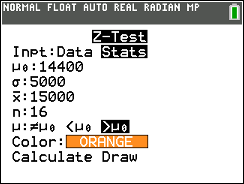 NORMAL FLOAT AUTO REAL RADIAN MP
Z-Test
Inpt:Data Stats
μ₀:14400
σ:5000
x̄:15000
n:16
μ:≠μ₀ <μ₀ >μ₀
Color: ORANGE
Calculate Draw